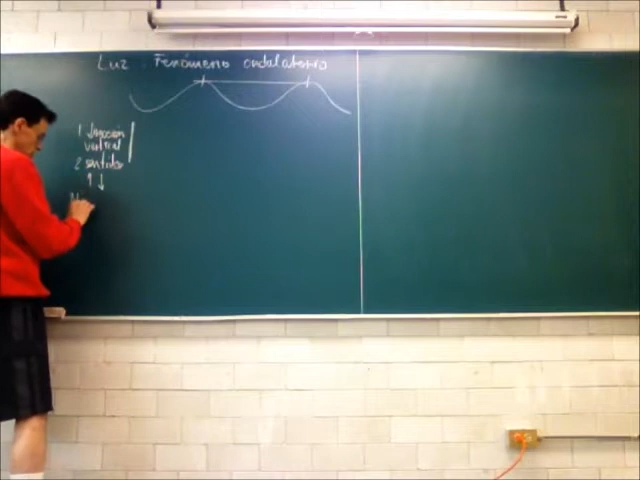 Luz Fenómeno ondulatorio
1 dirección
vertical
2 sentidos
↑ ↓